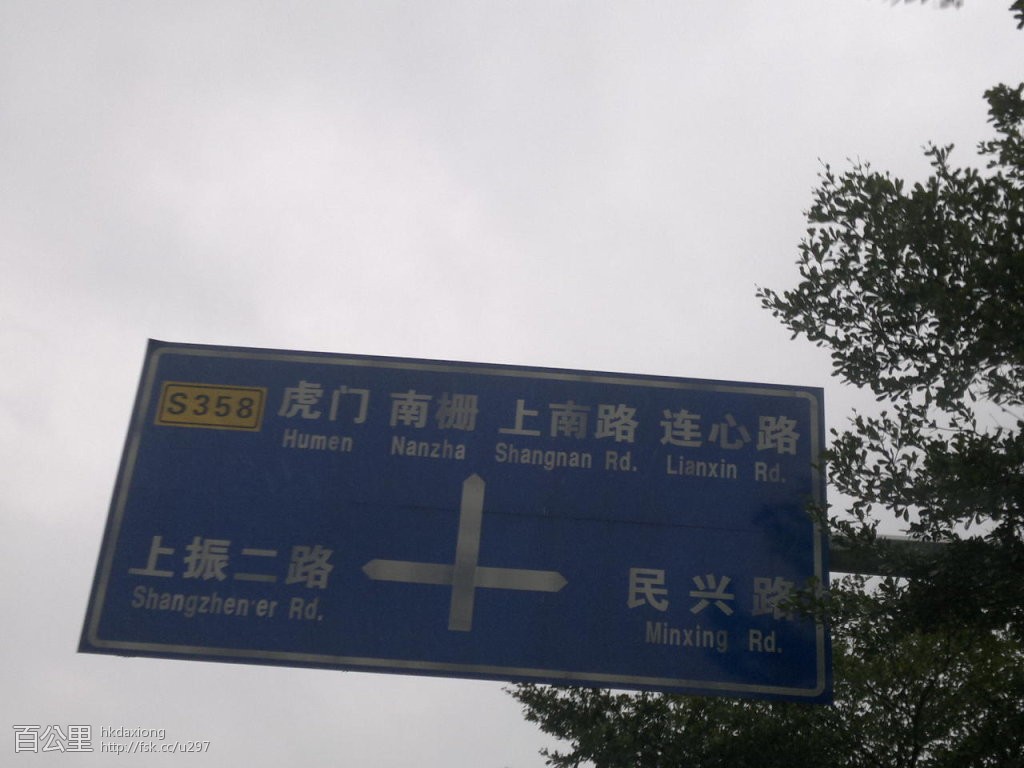 S358 虎门 南栅 上南路 连心路
Humen Nanzha Shangnan Rd. Lianxin Rd.
上振二路
Shangzhen'er Rd.
民兴路
Minxing Rd.
百公里 hkdaxiong
http://fsk.cc/u297